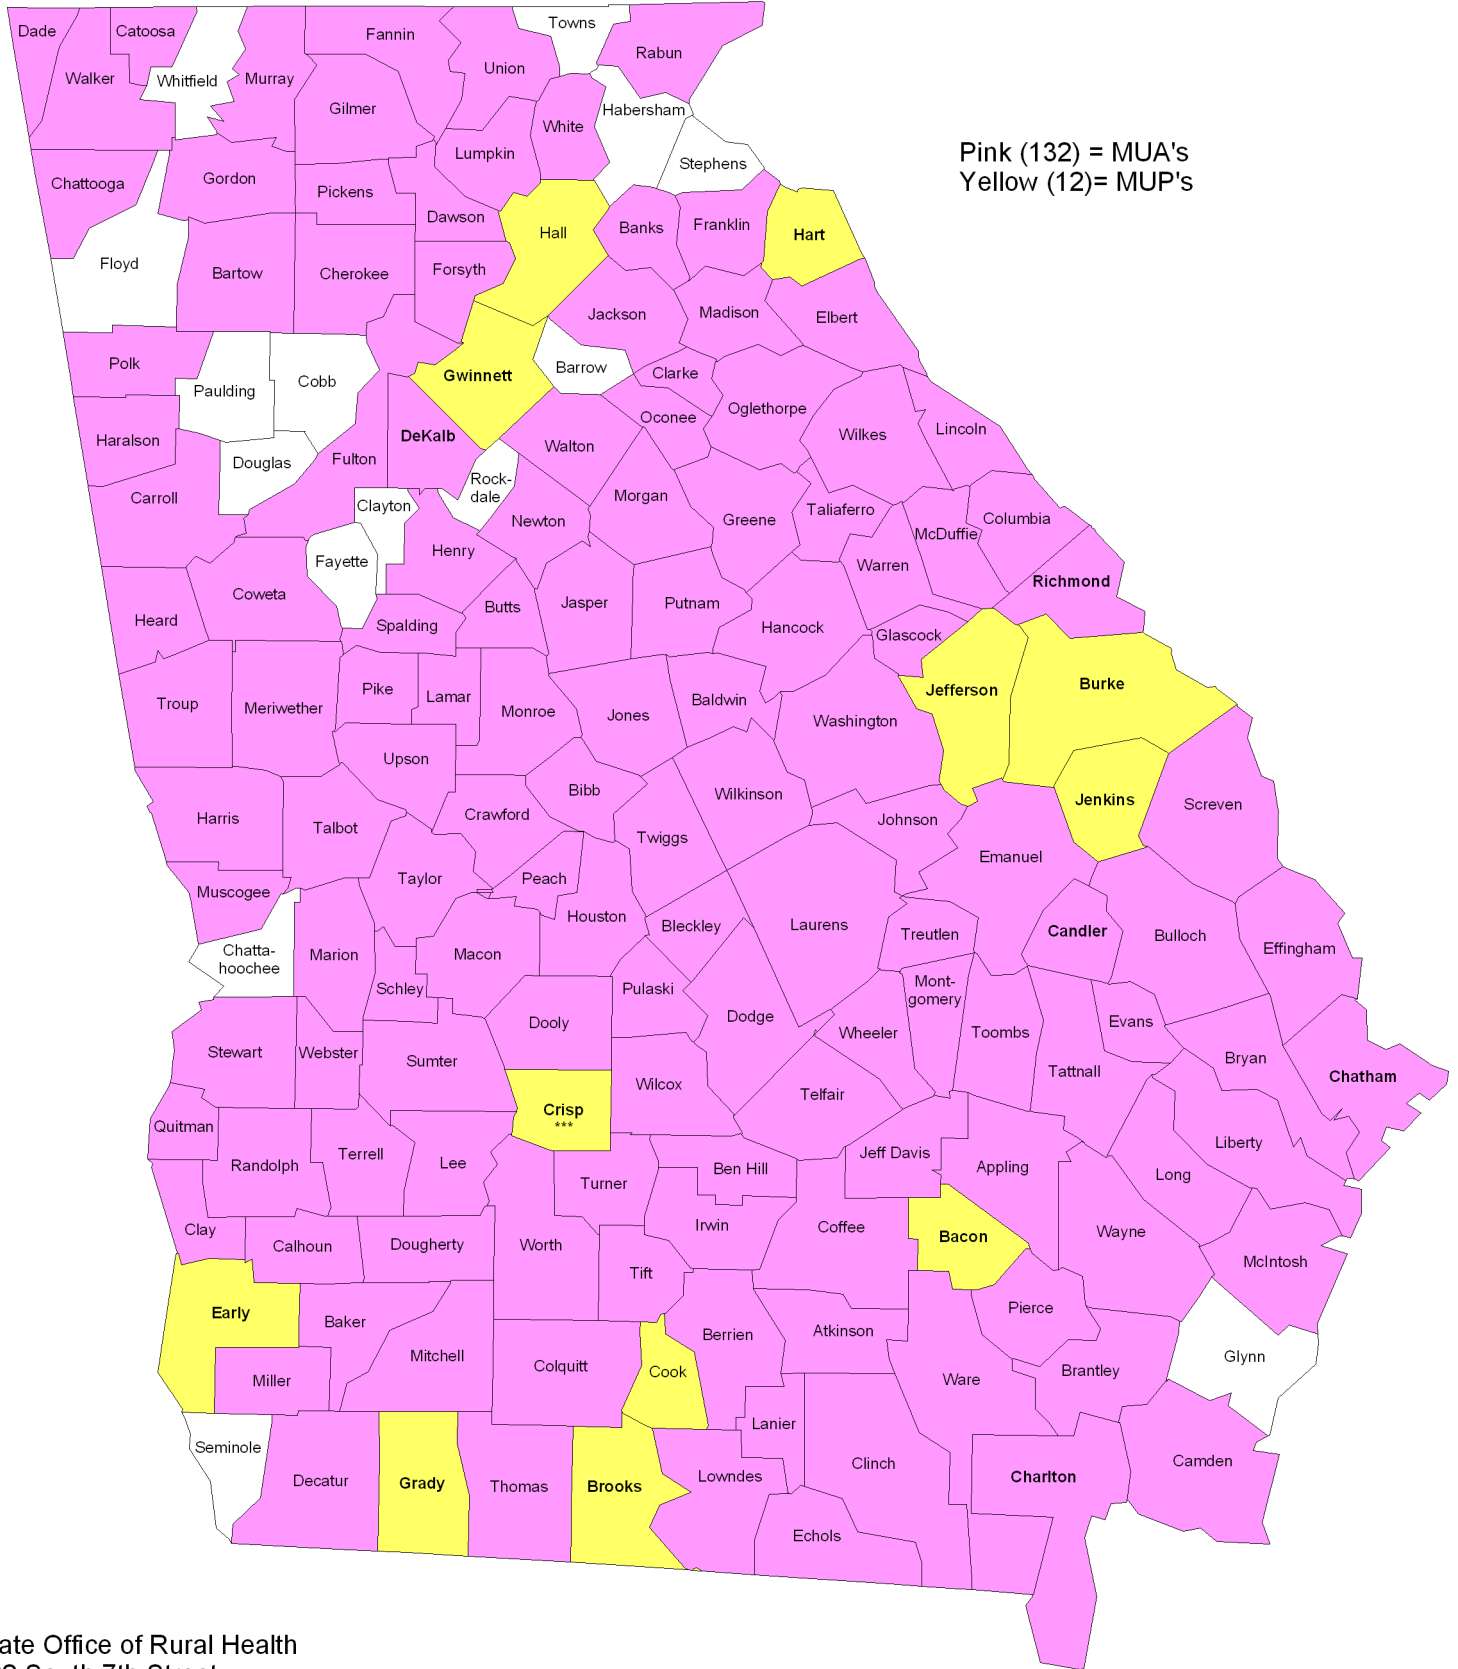 Towns
Dade
Catoosa
Fannin
Rabun
Union
Walker
Whitfield
Murray
Gilmer
Habersham
White
Pink (132) = MUA's
Yellow (12)= MUP's
Lumpkin
Stephens
Chattooga
Gordon
Pickens
Dawson
Hall
Banks
Franklin
Hart
Floyd
Bartow
Cherokee
Forsyth
Jackson
Madison
Elbert
Polk
Paulding
Cobb
Gwinnett
Barrow
Clarke
Oglethorpe
Oconee
Haralson
DeKalb
Walton
Wilkes
Lincoln
Douglas
Fulton
Rock-
dale
Carroll
Clayton
Morgan
Newton
Greene
Taliaferro
Columbia
McDuffie
Fayette
Henry
Warren
Richmond
Coweta
Heard
Butts
Jasper
Putnam
Spalding
Hancock
Glascock
Troup
Meriwether
Pike
Lamar
Monroe
Jones
Baldwin
Washington
Jefferson
Burke
Upson
Bibb
Wilkinson
Jenkins
Screven
Harris
Talbot
Crawford
Twiggs
Johnson
Emanuel
Muscogee
Taylor
Peach
Houston
Bleckley
Laurens
Treutlen
Candler
Bulloch
Effingham
Chatta-
hoochee
Marion
Macon
Schley
Pulaski
Mont-
gomery
Dooly
Dodge
Wheeler
Toombs
Evans
Stewart
Webster
Sumter
Wilcox
Telfair
Tattnall
Bryan
Chatham
Crisp
***
Quitman
Randolph
Terrell
Lee
Turner
Ben Hill
Jeff Davis
Appling
Long
Liberty
Clay
Calhoun
Dougherty
Worth
Irwin
Coffee
Bacon
Wayne
McIntosh
Tift
Early
Baker
Mitchell
Berrien
Atkinson
Pierce
Miller
Colquitt
Cook
Ware
Brantley
Glynn
Seminole
Lanier
Decatur
Grady
Thomas
Brooks
Lowndes
Clinch
Charlton
Camden
Echols
ate Office of Rural Health
South 7th Street